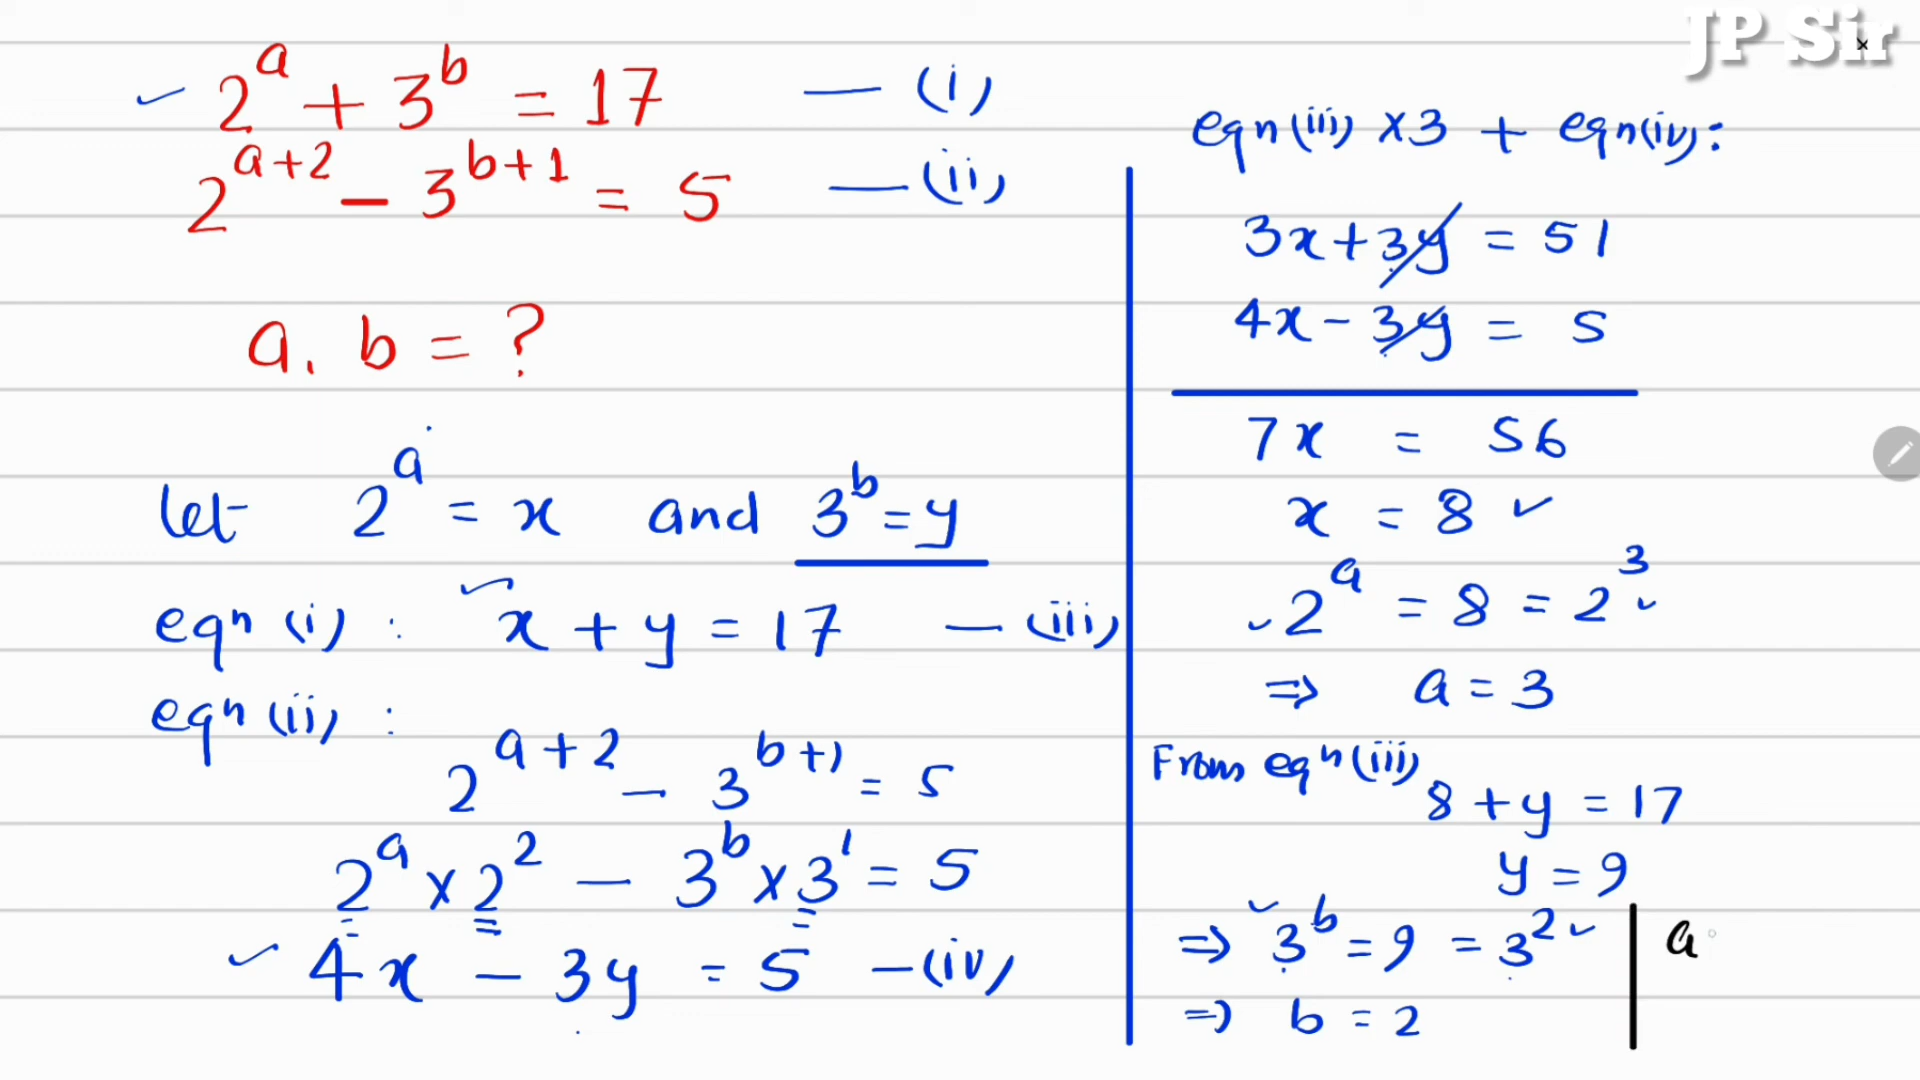 JP Sir
2^a + 3^b = 17 — (i)
2^(a+2) − 3^(b+1) = 5 — (ii)
a, b = ?
let 2^a = x and 3^b = y
eqn (i) : x + y = 17 — (iii)
eqn (ii) :
2^(a+2) − 3^(b+1) = 5
2^a × 2^2 − 3^b × 3^1 = 5
4x − 3y = 5 — (iv)
eqn (iii) × 3 + eqn (iv) :
3x + 3y = 51
4x − 3y = 5
7x = 56
x = 8
2^a = 8 = 2^3
⇒ a = 3
From eqn (iii)
8 + y = 17
y = 9
⇒ 3^b = 9 = 3^2
⇒ b = 2
a